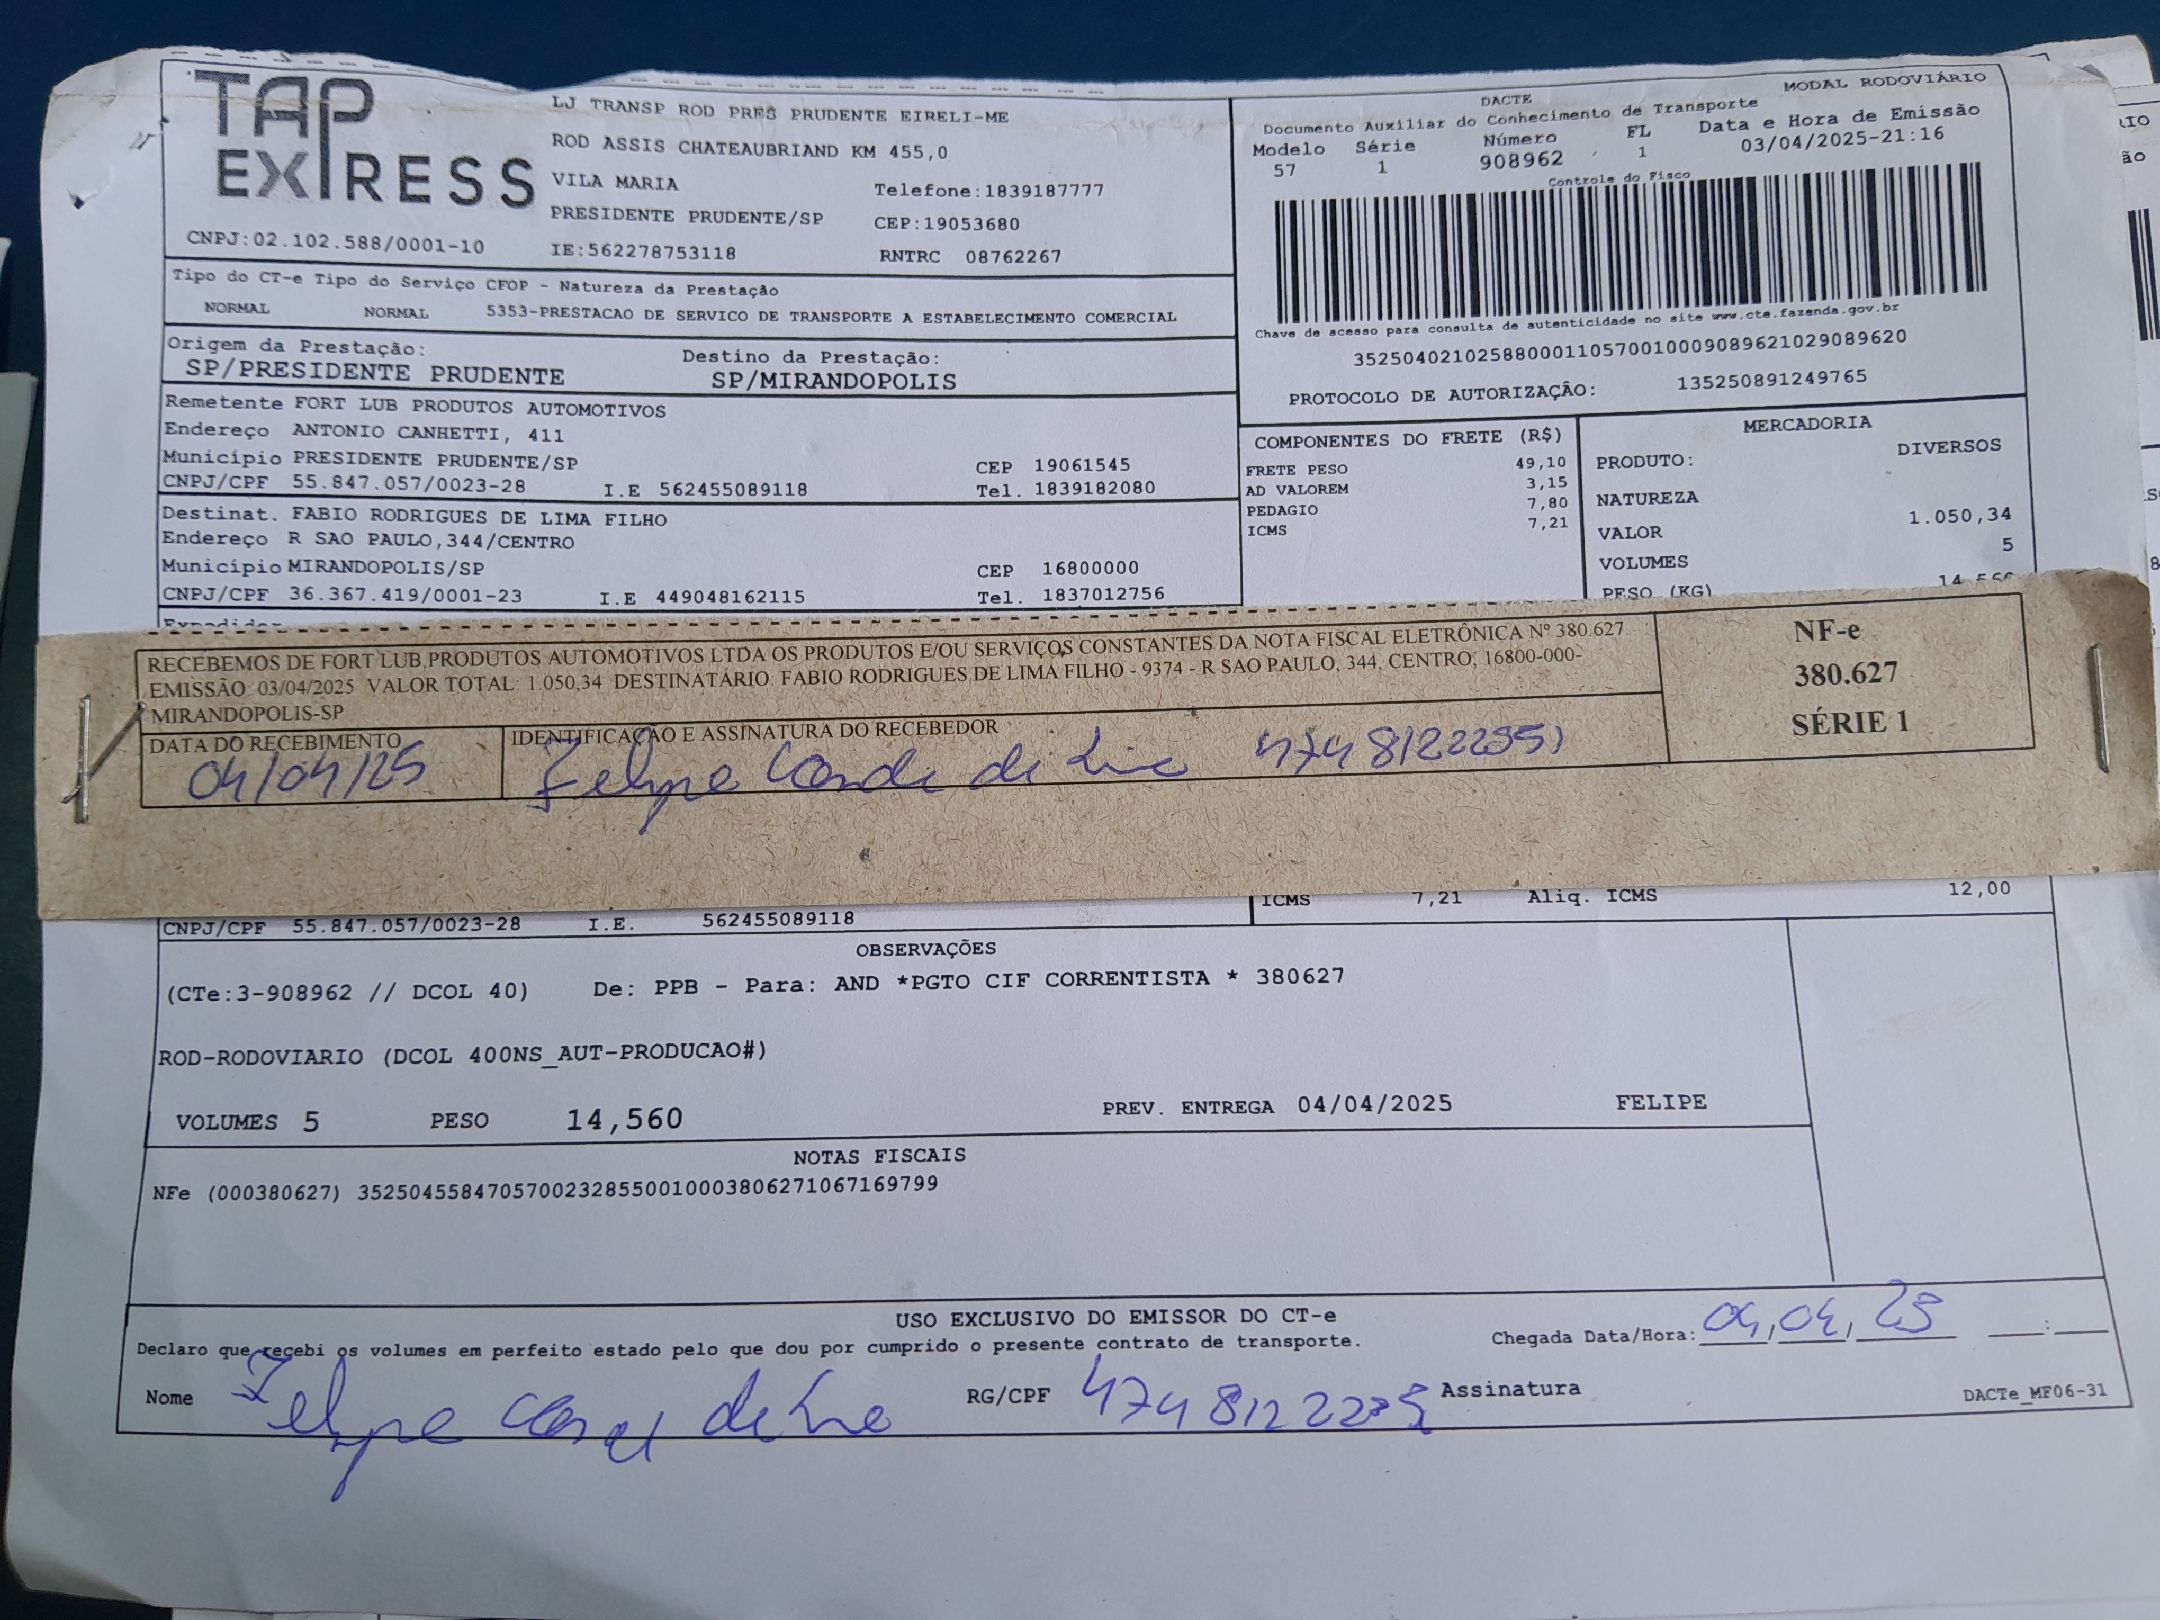 TAP EXPRESS
CNPJ:02.102.588/0001-10
LJ TRANSP ROD PRES PRUDENTE EIRELI-ME
ROD ASSIS CHATEAUBRIAND KM 455,0
VILA MARIA Telefone:1839187777
PRESIDENTE PRUDENTE/SP CEP:19053680
IE:562278753118 RNTRC 08762267
DACTE MODAL RODOVIÁRIO
Documento Auxiliar do Conhecimento de Transporte
Modelo Série Número FL Data e Hora de Emissão
57 1 908962 1 03/04/2025-21:16
Controle do Fisco
Chave de acesso para consulta de autenticidade no site www.cte.fazenda.gov.br
35250402102588000110570010009089621029089620
PROTOCOLO DE AUTORIZAÇÃO: 135250891249765
Tipo do CT-e Tipo do Serviço CFOP - Natureza da Prestação
NORMAL NORMAL 5353-PRESTACAO DE SERVICO DE TRANSPORTE A ESTABELECIMENTO COMERCIAL
Origem da Prestação: Destino da Prestação:
SP/PRESIDENTE PRUDENTE SP/MIRANDOPOLIS
Remetente FORT LUB PRODUTOS AUTOMOTIVOS
Endereço ANTONIO CANHETTI, 411
Município PRESIDENTE PRUDENTE/SP CEP 19061545
CNPJ/CPF 55.847.057/0023-28 I.E 562455089118 Tel. 1839182080
Destinat. FABIO RODRIGUES DE LIMA FILHO
Endereço R SAO PAULO,344/CENTRO
Município MIRANDOPOLIS/SP CEP 16800000
CNPJ/CPF 36.367.419/0001-23 I.E 449048162115 Tel. 1837012756
COMPONENTES DO FRETE (R$)
FRETE PESO 49,10
AD VALOREM 3,15
PEDAGIO 7,80
ICMS 7,21
MERCADORIA
PRODUTO: DIVERSOS
NATUREZA
VALOR 1.050,34
VOLUMES 5
PESO (KG) 14,560
RECEBEMOS DE FORT LUB PRODUTOS AUTOMOTIVOS LTDA OS PRODUTOS E/OU SERVIÇOS CONSTANTES DA NOTA FISCAL ELETRÔNICA Nº 380.627
EMISSÃO: 03/04/2025 VALOR TOTAL: 1.050,34 DESTINATÁRIO: FABIO RODRIGUES DE LIMA FILHO - 9374 - R SAO PAULO, 344, CENTRO, 16800-000-
MIRANDOPOLIS-SP
NF-e
380.627
SÉRIE 1
DATA DO RECEBIMENTO IDENTIFICAÇÃO E ASSINATURA DO RECEBEDOR
04/04/25 Felipe de
ICMS 7,21 Aliq. ICMS 12,00
CNPJ/CPF 55.847.057/0023-28 I.E. 562455089118
OBSERVAÇÕES
(CTe:3-908962 // DCOL 40) De: PPB - Para: AND *PGTO CIF CORRENTISTA * 380627
ROD-RODOVIARIO (DCOL 400NS_AUT-PRODUCAO#)
VOLUMES 5 PESO 14,560 PREV. ENTREGA 04/04/2025 FELIPE
NOTAS FISCAIS
NFe (000380627) 35250455847057002328550010003806271067169799
USO EXCLUSIVO DO EMISSOR DO CT-e
Declaro que recebi os volumes em perfeito estado pelo que dou por cumprido o presente contrato de transporte. Chegada Data/Hora: 04, 04, 25 :
Nome Felipe de RG/CPF Assinatura DACTe_MF06-31